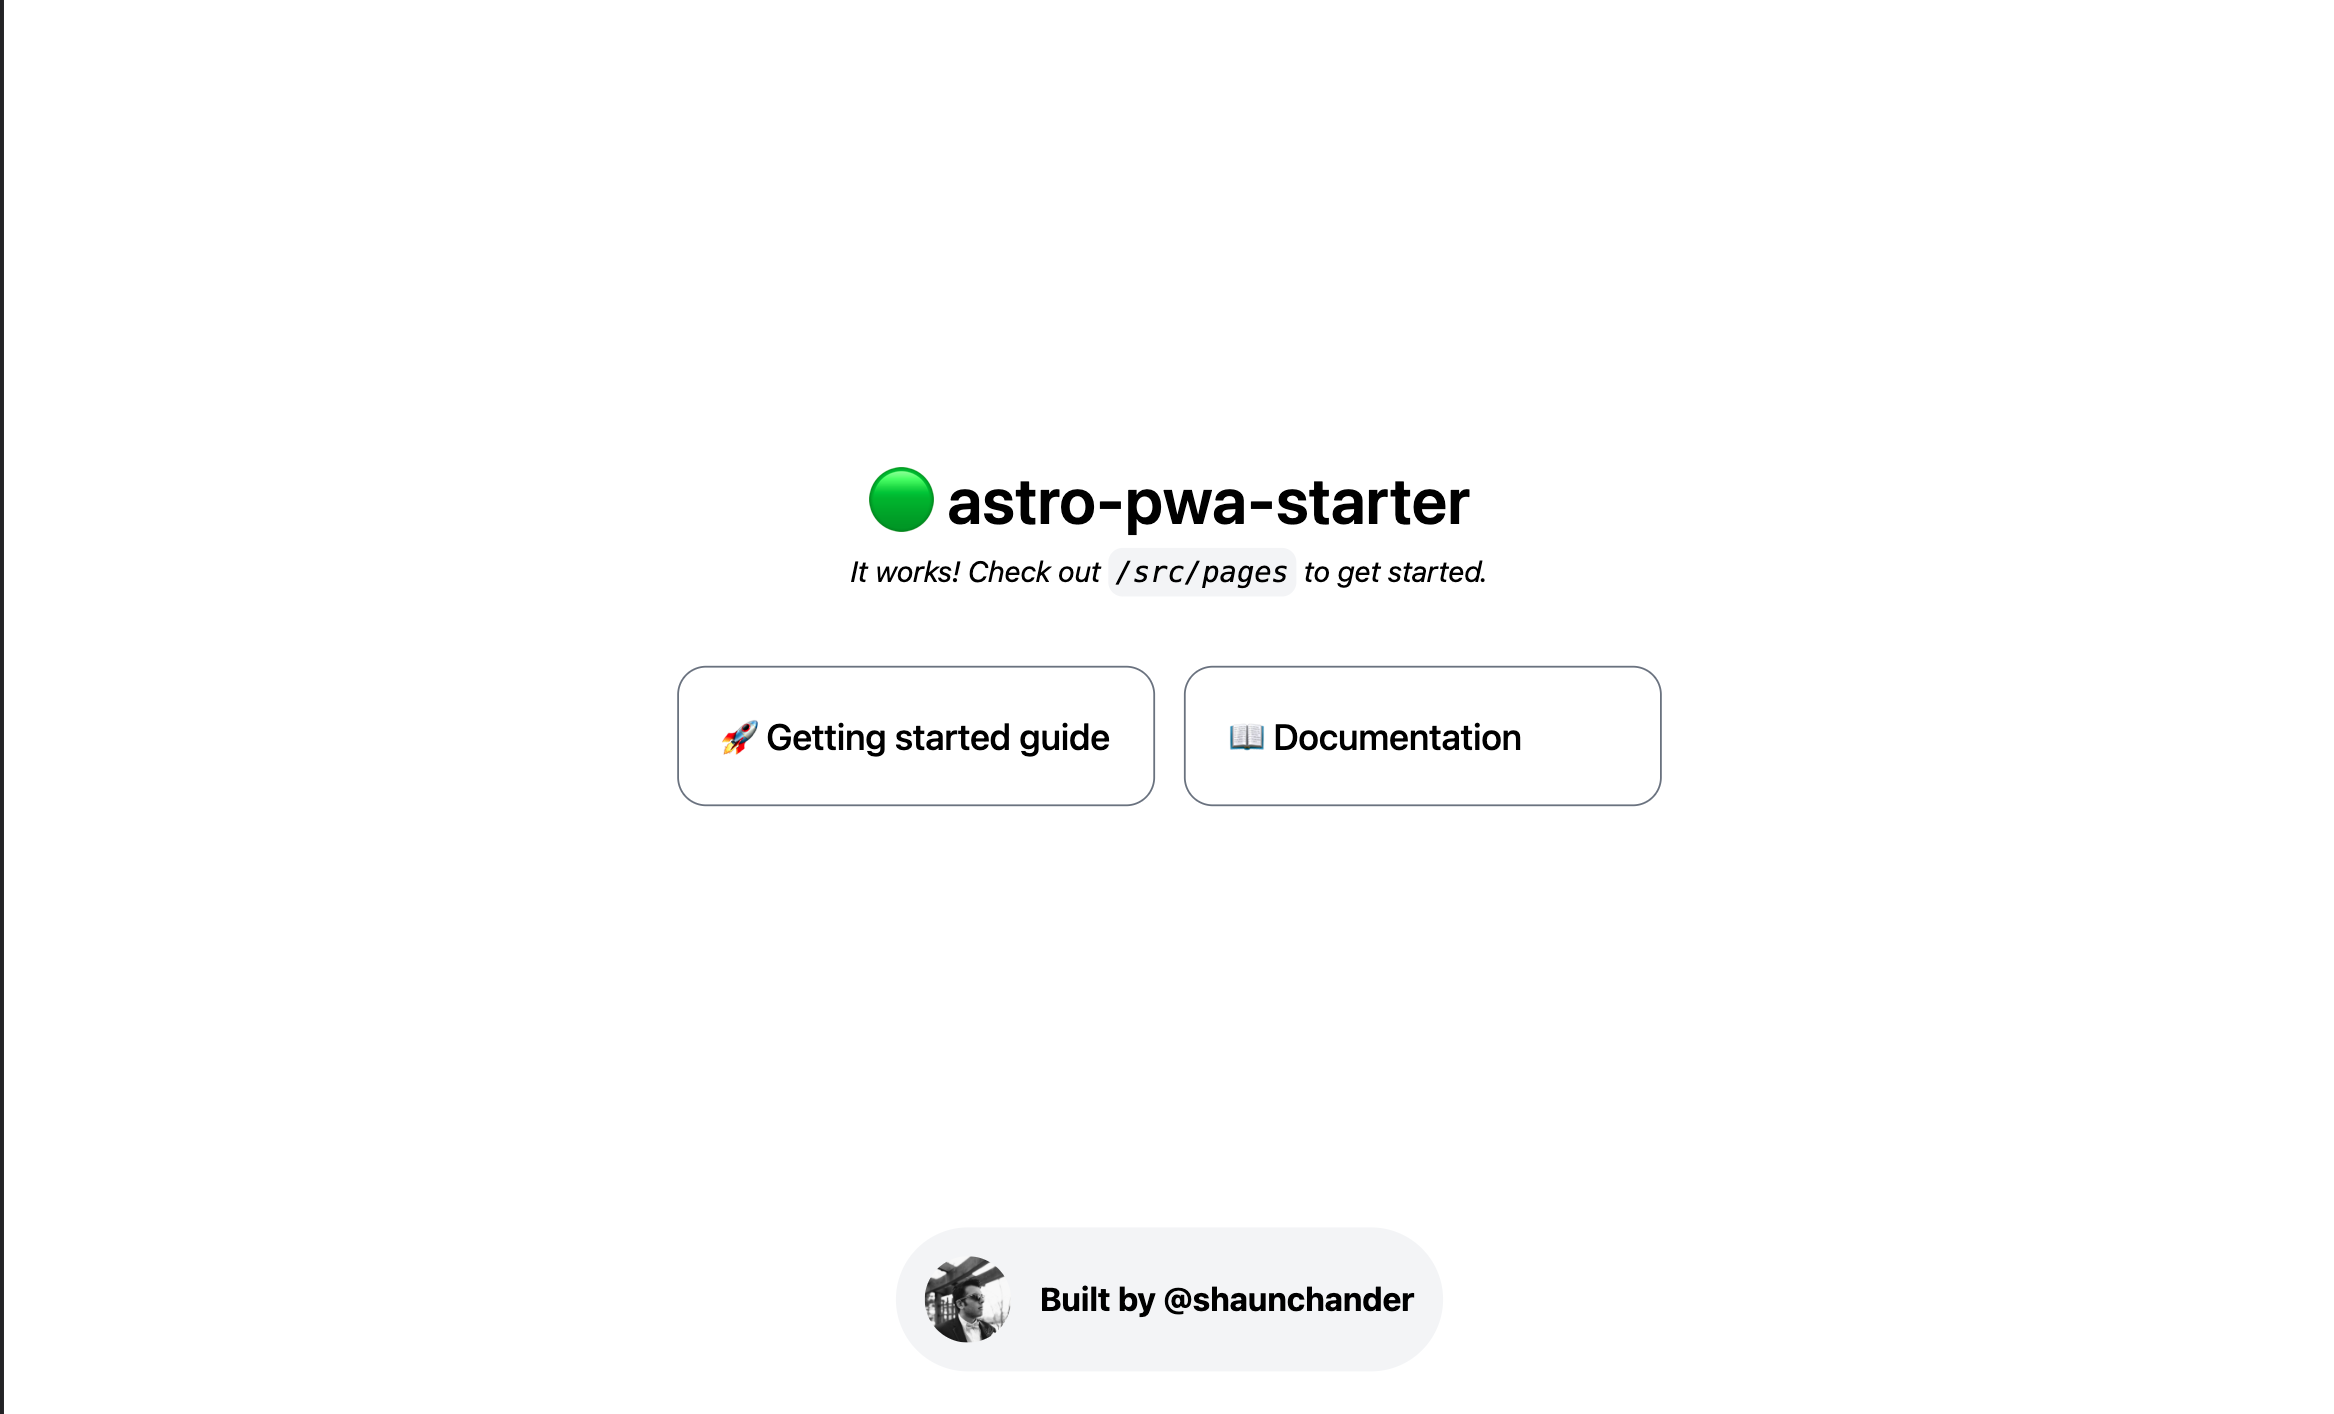 🟢 astro-pwa-starter
It works! Check out /src/pages to get started.
🚀 Getting started guide
📖 Documentation
Built by @shaunchander